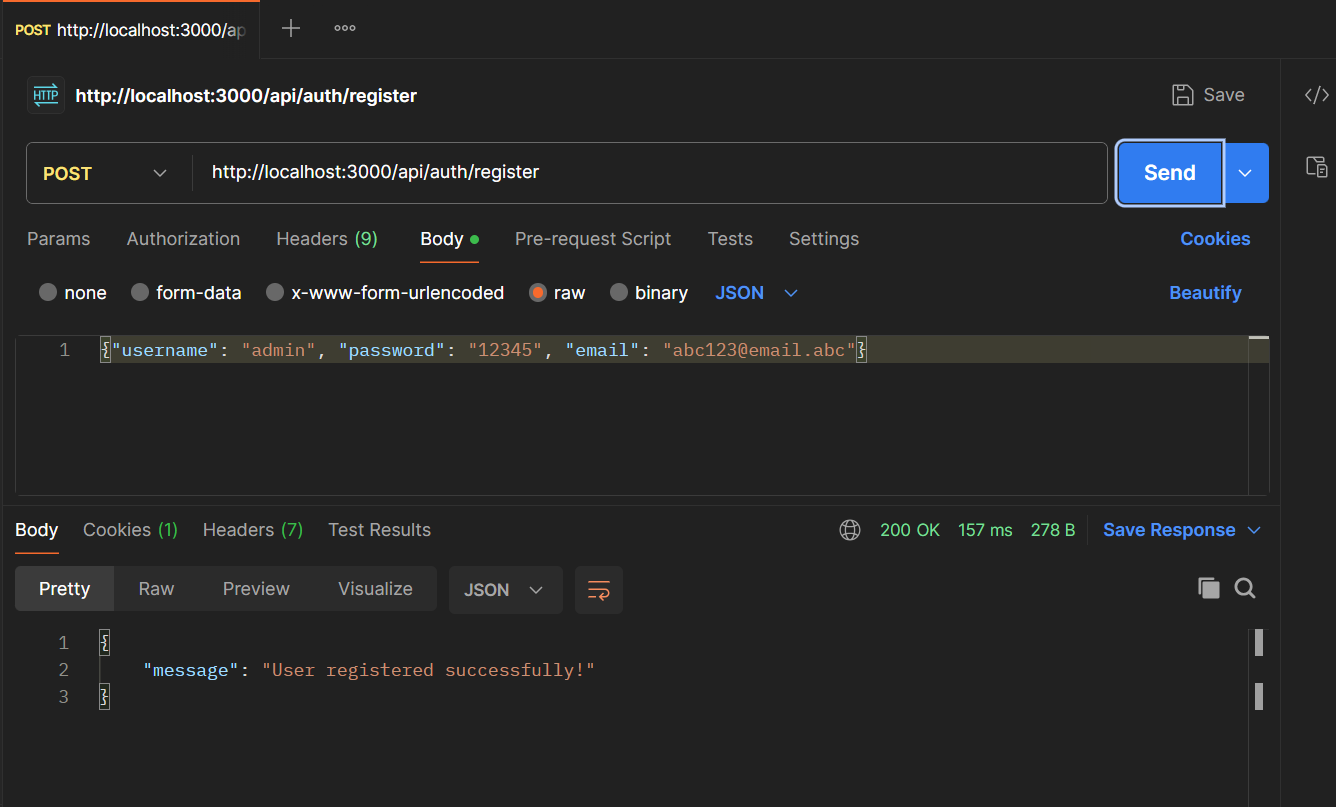 POST http://localhost:3000/ap
HTTP http://localhost:3000/api/auth/register Save
POST http://localhost:3000/api/auth/register Send
Params Authorization Headers (9) Body Pre-request Script Tests Settings Cookies
none form-data x-www-form-urlencoded raw binary JSON Beautify
1 {"username": "admin", "password": "12345", "email": "abc123@email.abc"}
Body Cookies (1) Headers (7) Test Results 200 OK 157 ms 278 B Save Response
Pretty Raw Preview Visualize JSON
1 {
2 "message": "User registered successfully!"
3 }